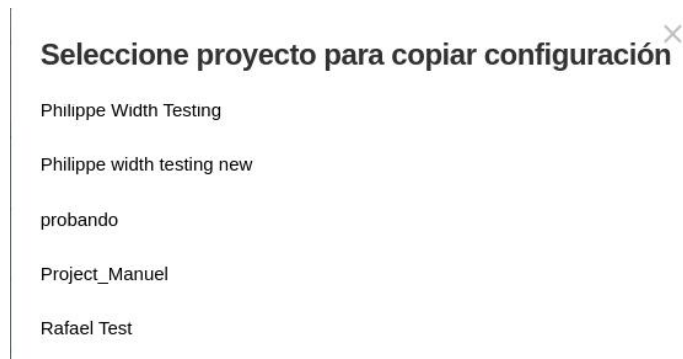 Seleccione proyecto para copiar configuración
Philippe Width Testing
Philippe width testing new
probando
Project_Manuel
Rafael Test